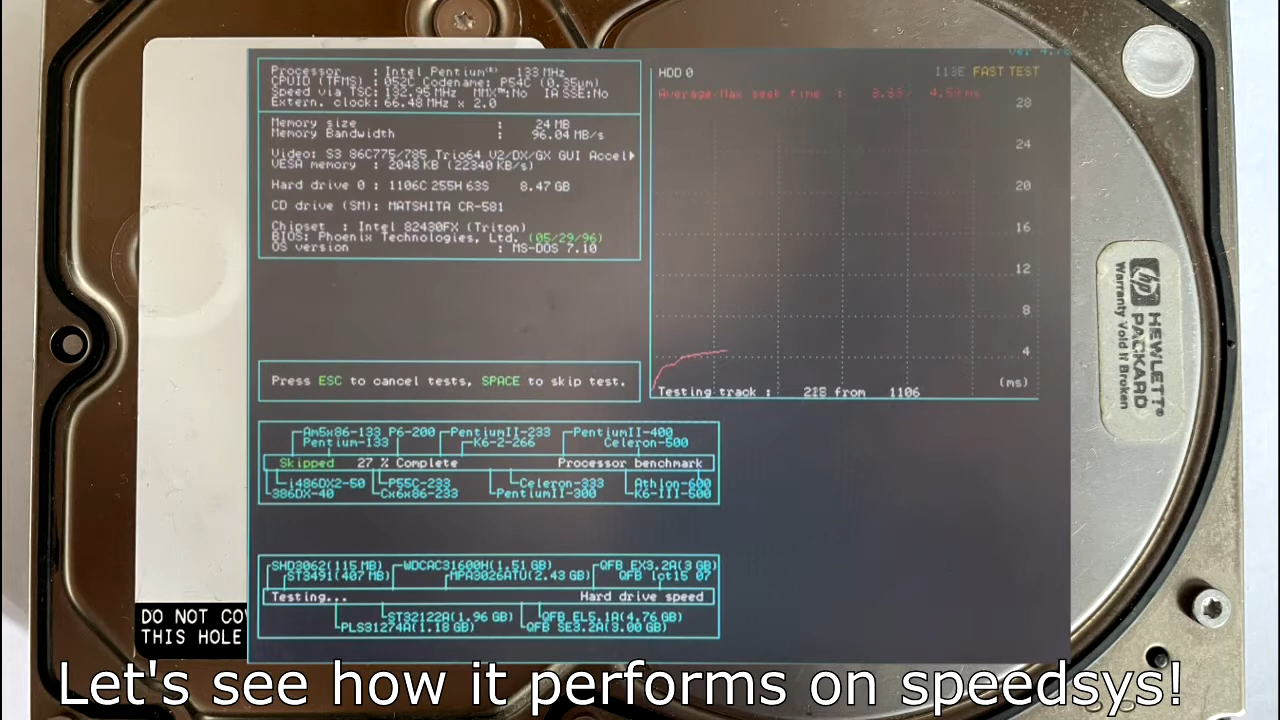 Ver 4.78
Processor : Intel Pentium(R) 133 MHz
CPUID (TFMS) : 052C Codename: P54C (0.35µm)
Speed via TSC: 132.95 MHz MMX™:No IA SSE:No
Extern. clock: 66.48 MHz x 2.0
Memory size : 24 MB
Memory Bandwidth : 96.04 MB/s
Video: S3 86C775/785 Trio64 V2/DX/GX GUI Accel
VESA memory : 2048 KB (22340 KB/s)
Hard drive 0 : 1106C 255H 63S 8.47 GB
CD drive (SM): MATSHITA CR-581
Chipset : Intel 82430FX (Triton)
BIOS: Phoenix Technologies, Ltd. (05/29/96)
OS version : MS-DOS 7.10
HDD 0 FAST TEST
Average/Max seek time :
28
24
20
16
12
8
4
(ms)
Testing track : from 1106
Press ESC to cancel tests, SPACE to skip test.
Am5x86-133 P6-200 PentiumII-233 PentiumII-400
Pentium-133 K6-2-266 Celeron-500
Skipped 27 % Complete Processor benchmark
i486DX2-50 P55C-233 Celeron-333 Athlon-600
386DX-40 Cx6x86-233 PentiumII-300 K6-III-500
SHD3062(115 MB) WDCAC31600H(1.51 GB) QFB EX3.2A(3 GB)
ST3491(407 MB) MPA3026ATU(2.43 GB) QFB lct15 07
Testing... Hard drive speed
ST32122A(1.96 GB) QFB EL5.1A(4.76 GB)
PLS31274A(1.18 GB) QFB SE3.2A(3.00 GB)
hp HEWLETT®
PACKARD
Warranty Void If Broken
DO NOT CO
THIS HOLE
Let's see how it performs on speedsys!